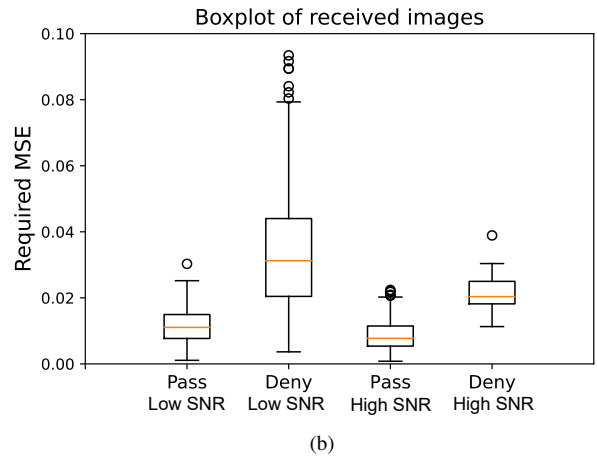 Boxplot of received images
Required MSE
0.10
0.08
0.06
0.04
0.02
0.00
Pass Deny Pass Deny
Low SNR Low SNR High SNR High SNR
(b)